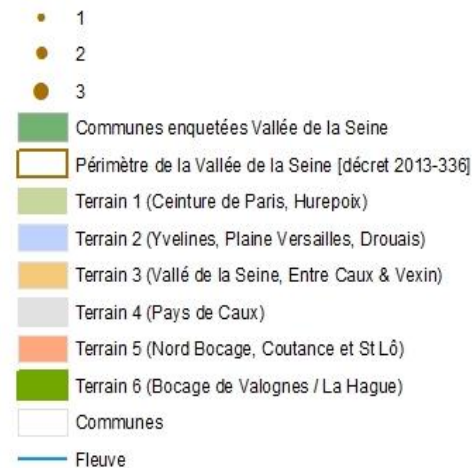 1
2
3
Communes enquetées Vallée de la Seine
Périmètre de la Vallée de la Seine [décret 2013-336]
Terrain 1 (Ceinture de Paris, Hurepoix)
Terrain 2 (Yvelines, Plaine Versailles, Drouais)
Terrain 3 (Vallé de la Seine, Entre Caux & Vexin)
Terrain 4 (Pays de Caux)
Terrain 5 (Nord Bocage, Coutance et St Lô)
Terrain 6 (Bocage de Valognes / La Hague)
Communes
Fleuve